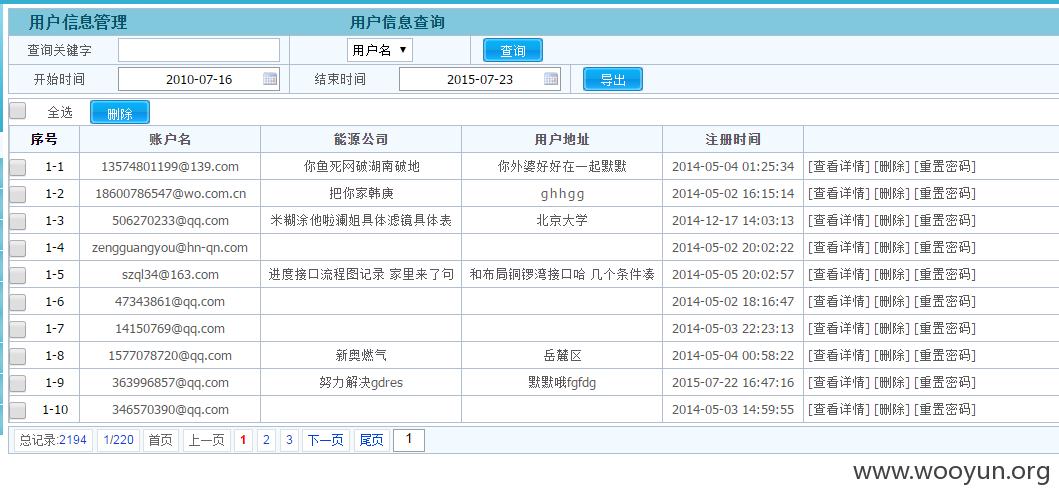 用户信息管理 用户信息查询
查询关键字 用户名 查询
开始时间 2010-07-16 结束时间 2015-07-23 导出
全选 删除
序号 账户名 能源公司 用户地址 注册时间
1-1 13574801199@139.com 你鱼死网破湖南破地 你外婆好好在一起默默 2014-05-04 01:25:34 [查看详情] [删除] [重置密码]
1-2 18600786547@wo.com.cn 把你家韩庚 ghhgg 2014-05-02 16:15:14 [查看详情] [删除] [重置密码]
1-3 506270233@qq.com 米糊涂他啦澜姐具体滤镜具体表 北京大学 2014-12-17 14:03:13 [查看详情] [删除] [重置密码]
1-4 zengguangyou@hn-qn.com 2014-05-02 20:02:22 [查看详情] [删除] [重置密码]
1-5 szql34@163.com 进度接口流程图记录 家里来了句 和布局铜锣湾接口哈 几个条件凑 2014-05-05 20:02:57 [查看详情] [删除] [重置密码]
1-6 47343861@qq.com 2014-05-02 18:16:47 [查看详情] [删除] [重置密码]
1-7 14150769@qq.com 2014-05-03 22:23:13 [查看详情] [删除] [重置密码]
1-8 1577078720@qq.com 新奥燃气 岳麓区 2014-05-04 00:58:22 [查看详情] [删除] [重置密码]
1-9 363996857@qq.com 努力解决gdres 默默哦fgfdg 2015-07-22 16:47:16 [查看详情] [删除] [重置密码]
1-10 346570390@qq.com 2014-05-03 14:59:55 [查看详情] [删除] [重置密码]
总记录:2194 1/220 首页 上一页 1 2 3 下一页 尾页 1
www.wooyun.org